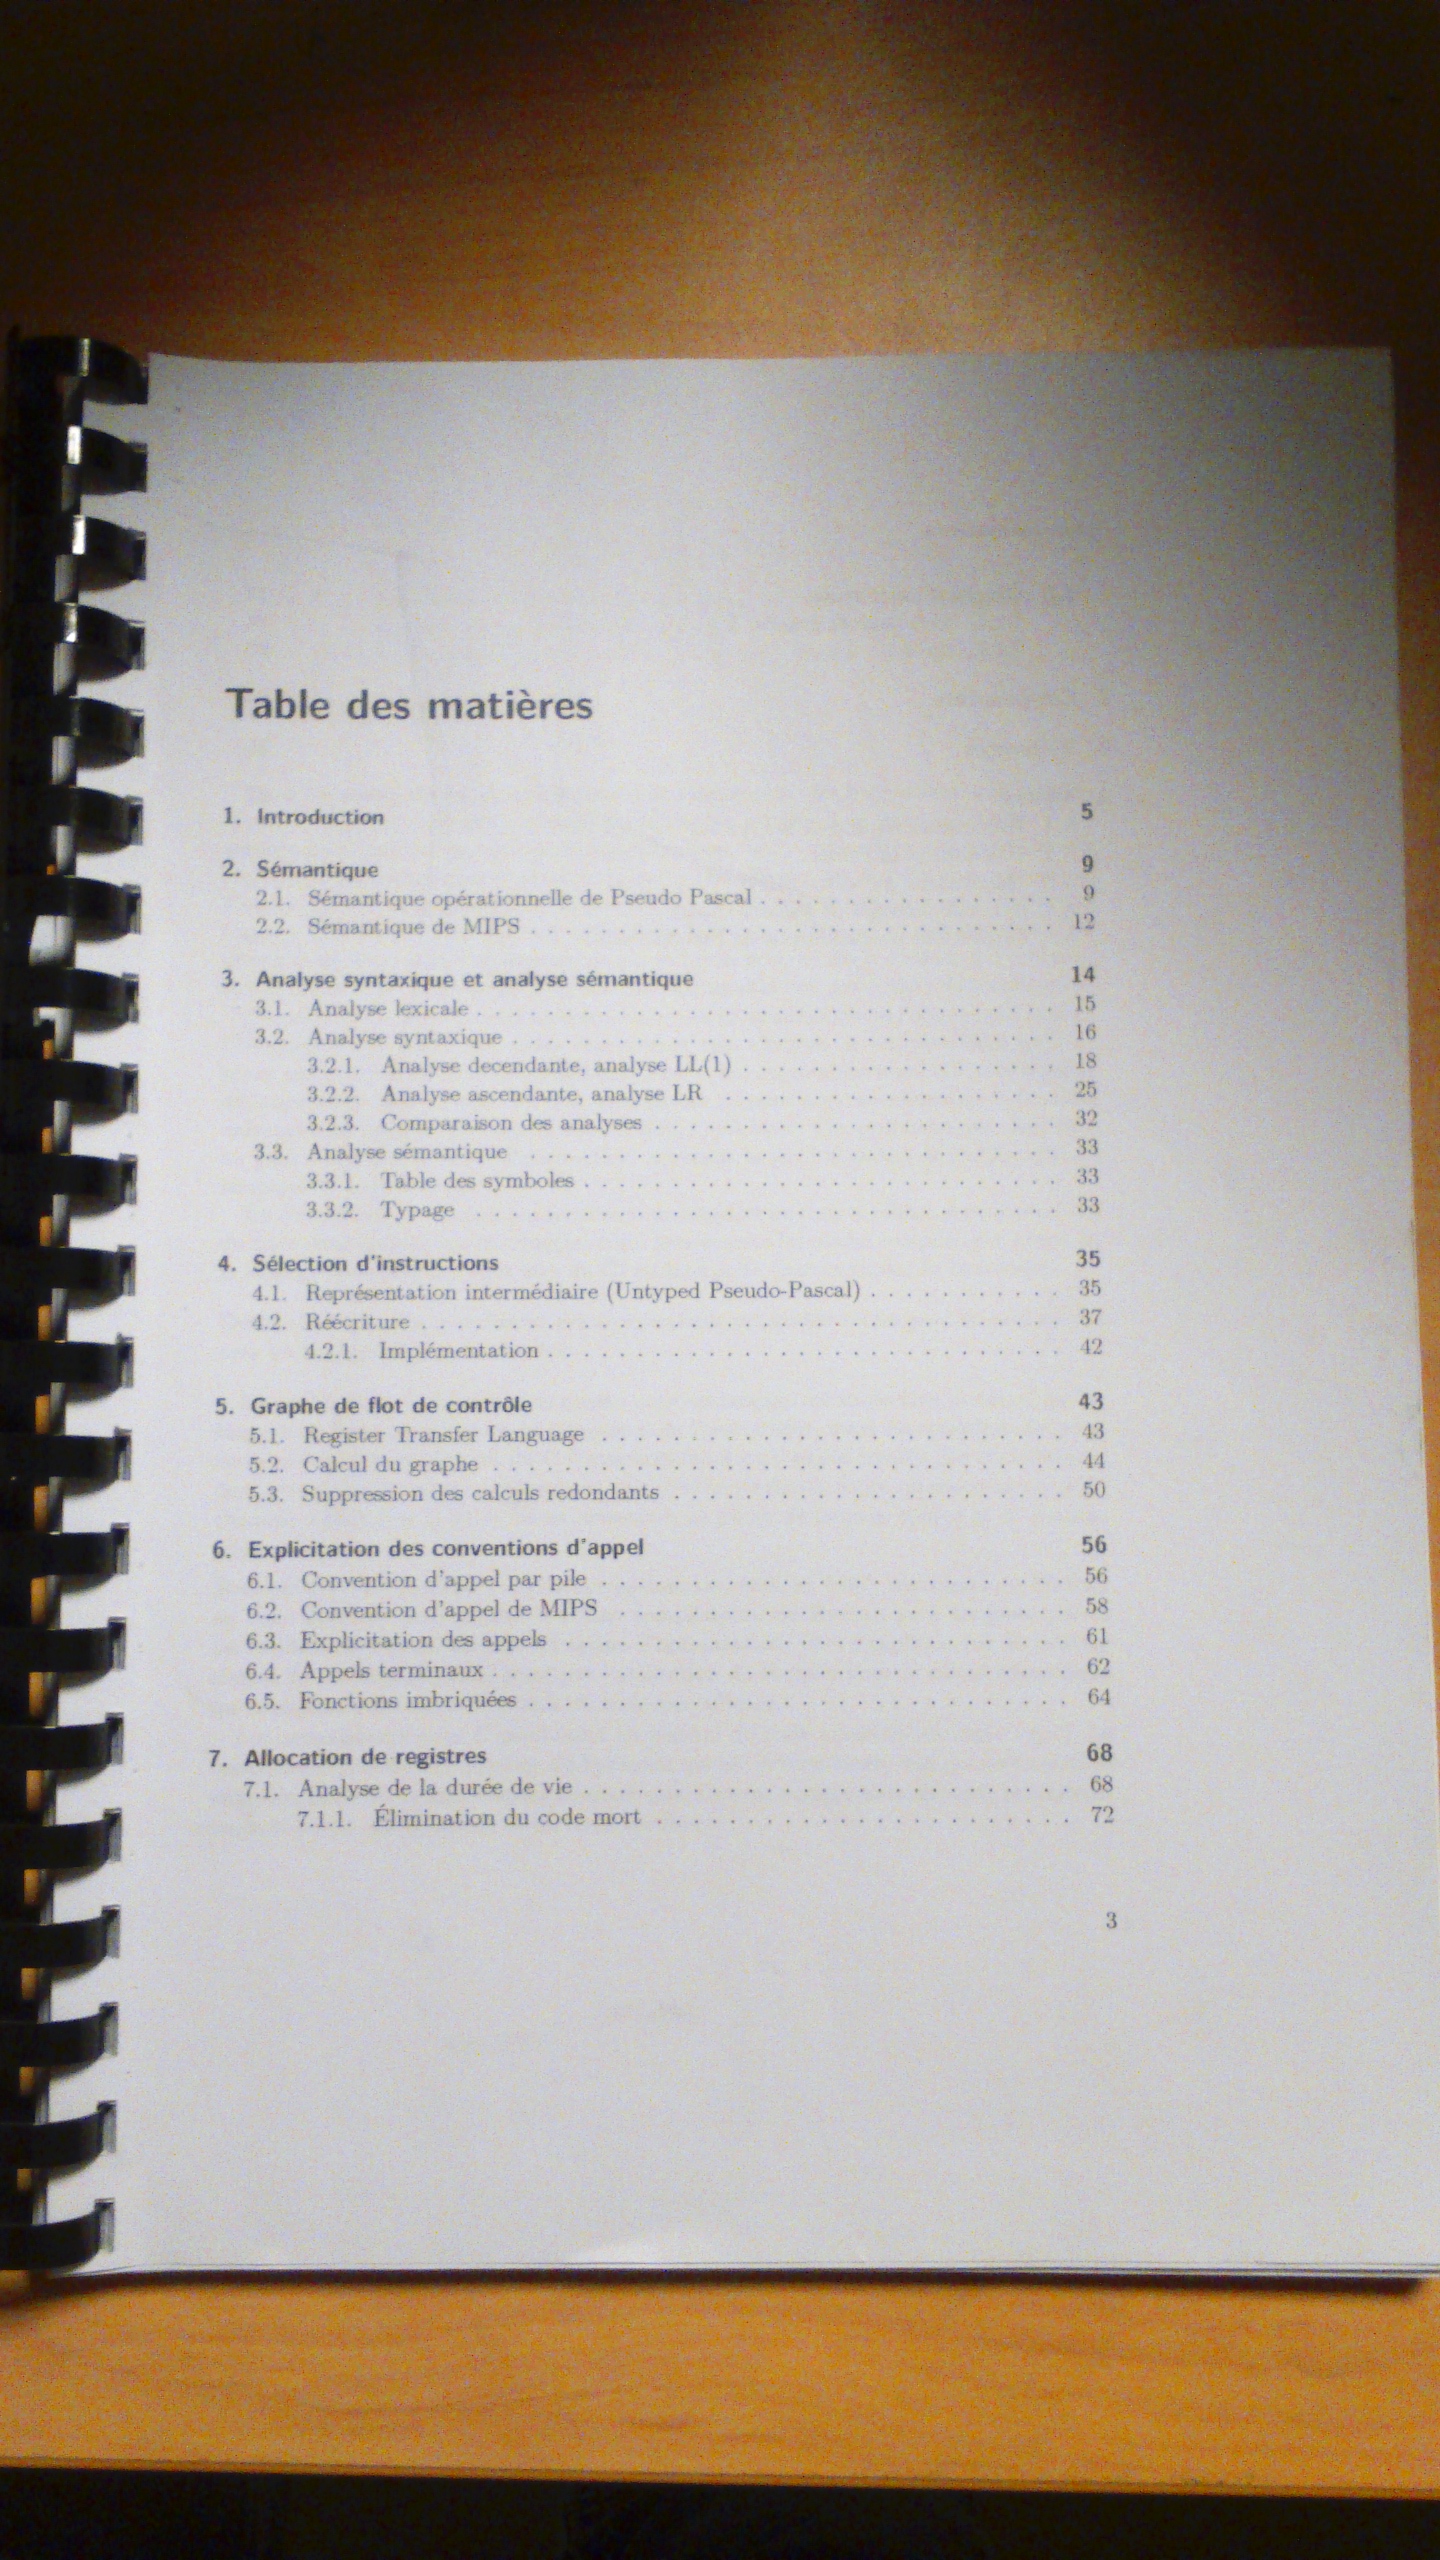 Table des matières
1. Introduction 5
2. Sémantique 9
2.1. Sémantique opérationnelle de Pseudo Pascal . . . . . . . . . . . . . . . . . 9
2.2. Sémantique de MIPS . . . . . . . . . . . . . . . . . . . . . . . . . . . . . . 12
3. Analyse syntaxique et analyse sémantique 14
3.1. Analyse lexicale . . . . . . . . . . . . . . . . . . . . . . . . . . . . . . . . . 15
3.2. Analyse syntaxique . . . . . . . . . . . . . . . . . . . . . . . . . . . . . . . 16
3.2.1. Analyse decendante, analyse LL(1) . . . . . . . . . . . . . . . . . . 18
3.2.2. Analyse ascendante, analyse LR . . . . . . . . . . . . . . . . . . . 25
3.2.3. Comparaison des analyses . . . . . . . . . . . . . . . . . . . . . . . 32
3.3. Analyse sémantique . . . . . . . . . . . . . . . . . . . . . . . . . . . . . . 33
3.3.1. Table des symboles . . . . . . . . . . . . . . . . . . . . . . . . . . . 33
3.3.2. Typage . . . . . . . . . . . . . . . . . . . . . . . . . . . . . . . . . 33
4. Sélection d'instructions 35
4.1. Représentation intermédiaire (Untyped Pseudo-Pascal) . . . . . . . . . . . 35
4.2. Réécriture . . . . . . . . . . . . . . . . . . . . . . . . . . . . . . . . . . . . 37
4.2.1. Implémentation . . . . . . . . . . . . . . . . . . . . . . . . . . . . . 42
5. Graphe de flot de contrôle 43
5.1. Register Transfer Language . . . . . . . . . . . . . . . . . . . . . . . . . . 43
5.2. Calcul du graphe . . . . . . . . . . . . . . . . . . . . . . . . . . . . . . . . 44
5.3. Suppression des calculs redondants . . . . . . . . . . . . . . . . . . . . . . 50
6. Explicitation des conventions d'appel 56
6.1. Convention d'appel par pile . . . . . . . . . . . . . . . . . . . . . . . . . . 56
6.2. Convention d'appel de MIPS . . . . . . . . . . . . . . . . . . . . . . . . . 58
6.3. Explicitation des appels . . . . . . . . . . . . . . . . . . . . . . . . . . . . 61
6.4. Appels terminaux . . . . . . . . . . . . . . . . . . . . . . . . . . . . . . . . 62
6.5. Fonctions imbriquées . . . . . . . . . . . . . . . . . . . . . . . . . . . . . . 64
7. Allocation de registres 68
7.1. Analyse de la durée de vie . . . . . . . . . . . . . . . . . . . . . . . . . . . 68
7.1.1. Élimination du code mort . . . . . . . . . . . . . . . . . . . . . . . 72
3